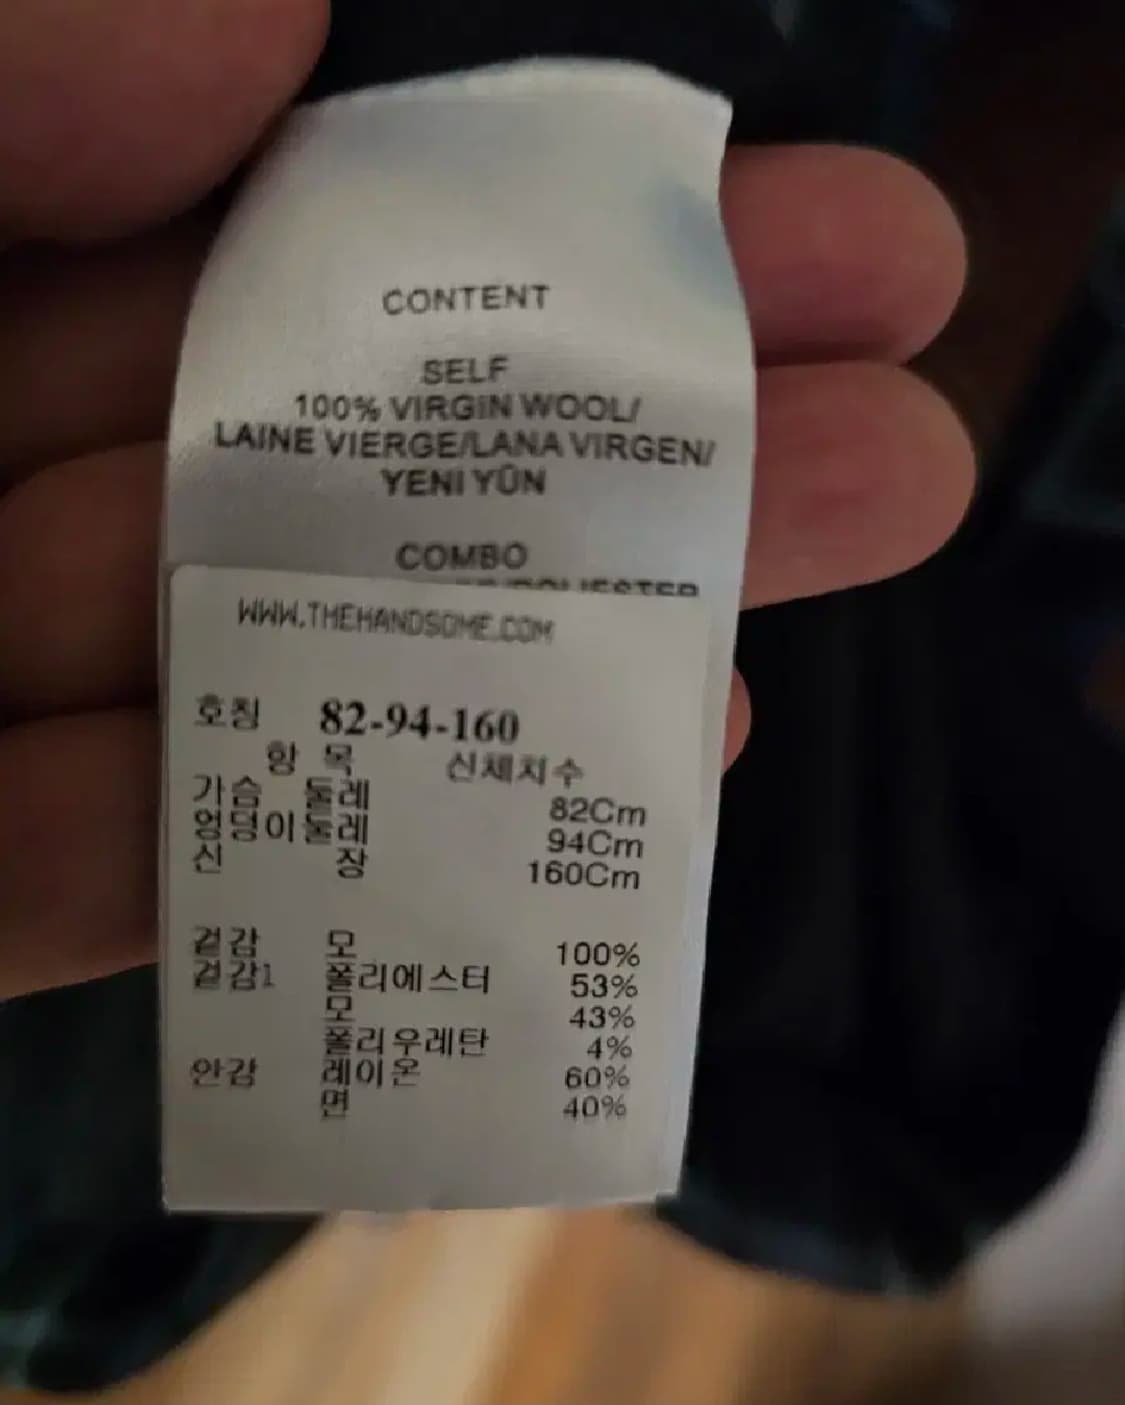 CONTENT
SELF
100% VIRGIN WOOL/
LAINE VIERGE/LANA VIRGEN/
YENI YÜN
COMBO
WWW.THEHANDSOME.COM
호칭 82-94-160
항 목 신체치수
가슴 둘레 82Cm
엉덩이둘레 94Cm
신 장 160Cm
겉감 모 100%
겉감1 폴리에스터 53%
모 43%
폴리우레탄 4%
안감 레이온 60%
면 40%